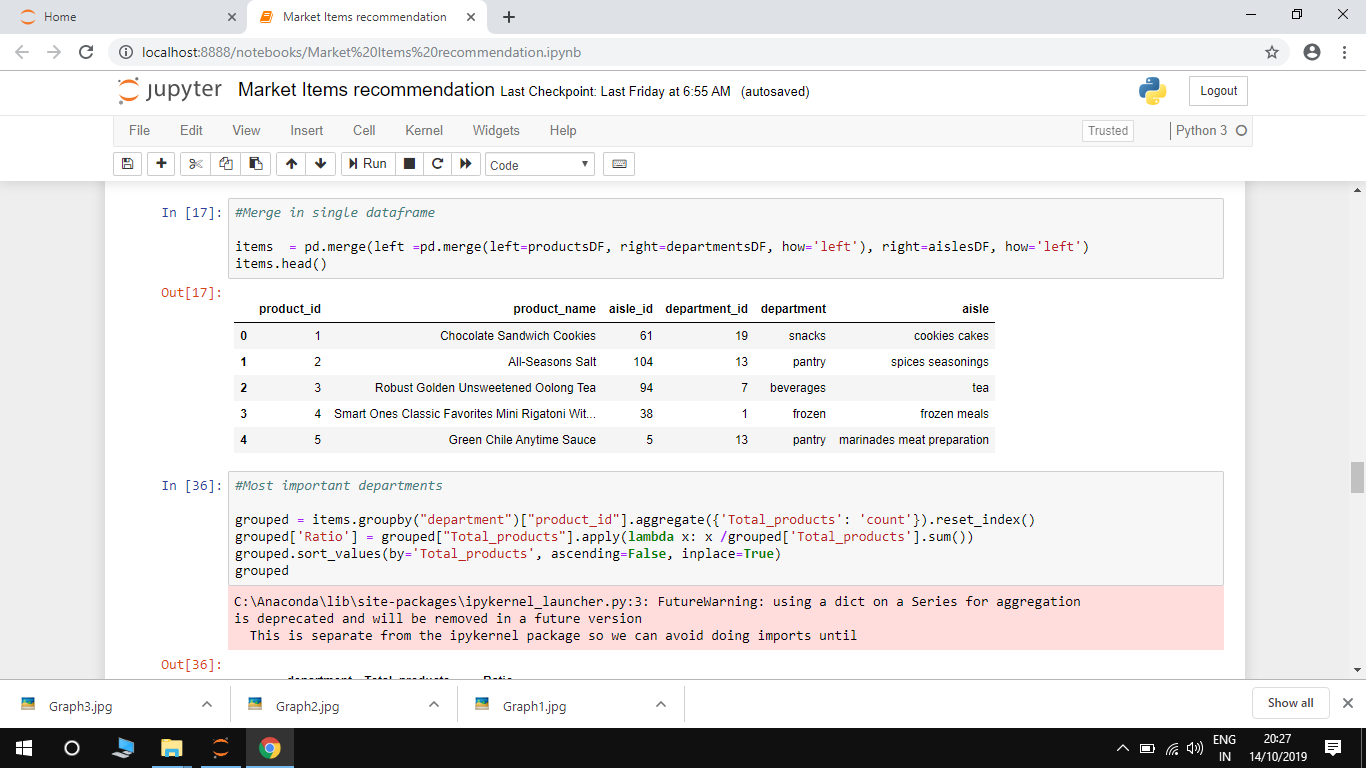 Home
Market Items recommendation
localhost:8888/notebooks/Market%20Items%20recommendation.ipynb
jupyter Market Items recommendation Last Checkpoint: Last Friday at 6:55 AM (autosaved)
Logout
File Edit View Insert Cell Kernel Widgets Help
Trusted
Python 3
Run
Code
In [17]: #Merge in single dataframe
items  = pd.merge(left =pd.merge(left=productsDF, right=departmentsDF, how='left'), right=aislesDF, how='left')
items.head()
Out[17]:
product_id product_name aisle_id department_id department aisle
0 1 Chocolate Sandwich Cookies 61 19 snacks cookies cakes
1 2 All-Seasons Salt 104 13 pantry spices seasonings
2 3 Robust Golden Unsweetened Oolong Tea 94 7 beverages tea
3 4 Smart Ones Classic Favorites Mini Rigatoni Wit... 38 1 frozen frozen meals
4 5 Green Chile Anytime Sauce 5 13 pantry marinades meat preparation
In [36]: #Most important departments
grouped = items.groupby("department")["product_id"].aggregate({'Total_products': 'count'}).reset_index()
grouped['Ratio'] = grouped["Total_products"].apply(lambda x: x /grouped['Total_products'].sum())
grouped.sort_values(by='Total_products', ascending=False, inplace=True)
grouped
C:\Anaconda\lib\site-packages\ipykernel_launcher.py:3: FutureWarning: using a dict on a Series for aggregation
is deprecated and will be removed in a future version
  This is separate from the ipykernel package so we can avoid doing imports until
Out[36]:
department Total_products Ratio
Graph3.jpg
Graph2.jpg
Graph1.jpg
Show all
ENG
IN
20:27
14/10/2019